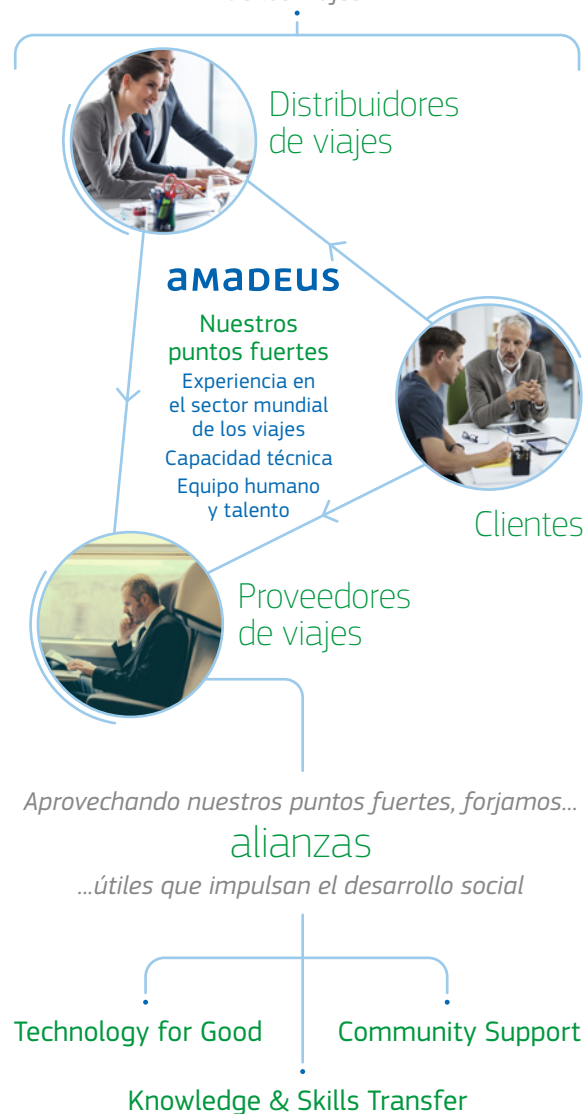 Distribuidores
de viajes
amadeus
Nuestros
puntos fuertes
Experiencia en
el sector mundial
de los viajes
Capacidad técnica
Equipo humano
y talento
Clientes
Proveedores
de viajes
Aprovechando nuestros puntos fuertes, forjamos...
alianzas
...útiles que impulsan el desarrollo social
Technology for Good
Community Support
Knowledge & Skills Transfer